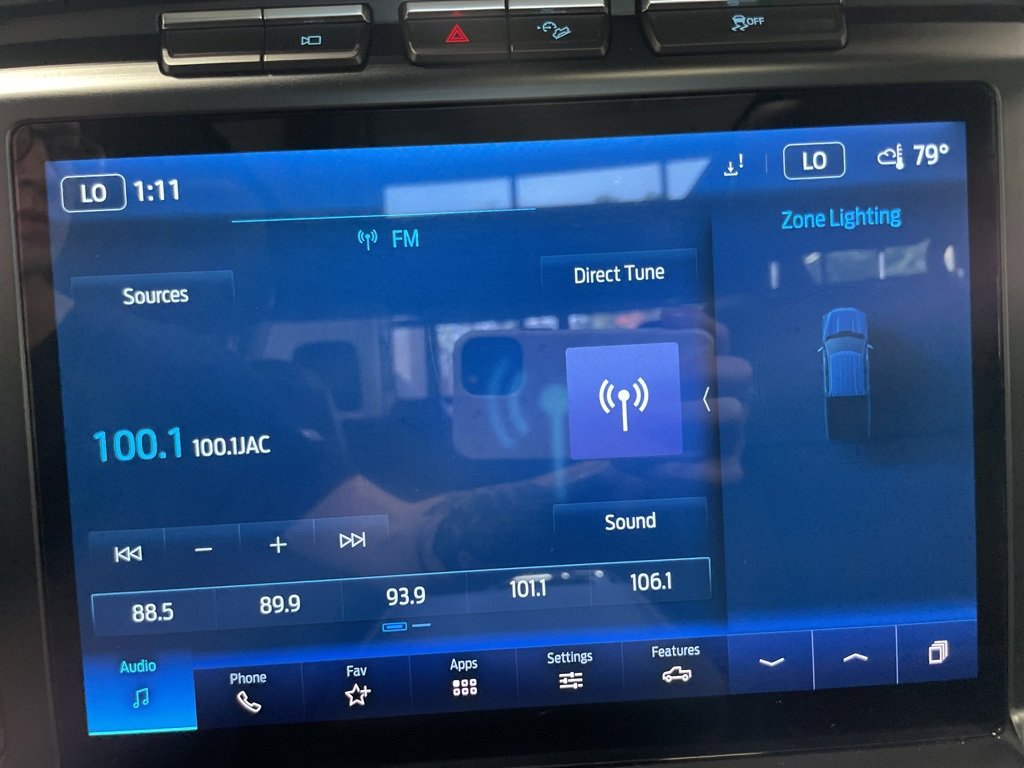 OFF
LO 1:11
! LO 79°
FM
Zone Lighting
Sources
Direct Tune
100.1 100.1JAC
Sound
88.5 89.9 93.9 101.1 106.1
Audio Phone Fav Apps Settings Features